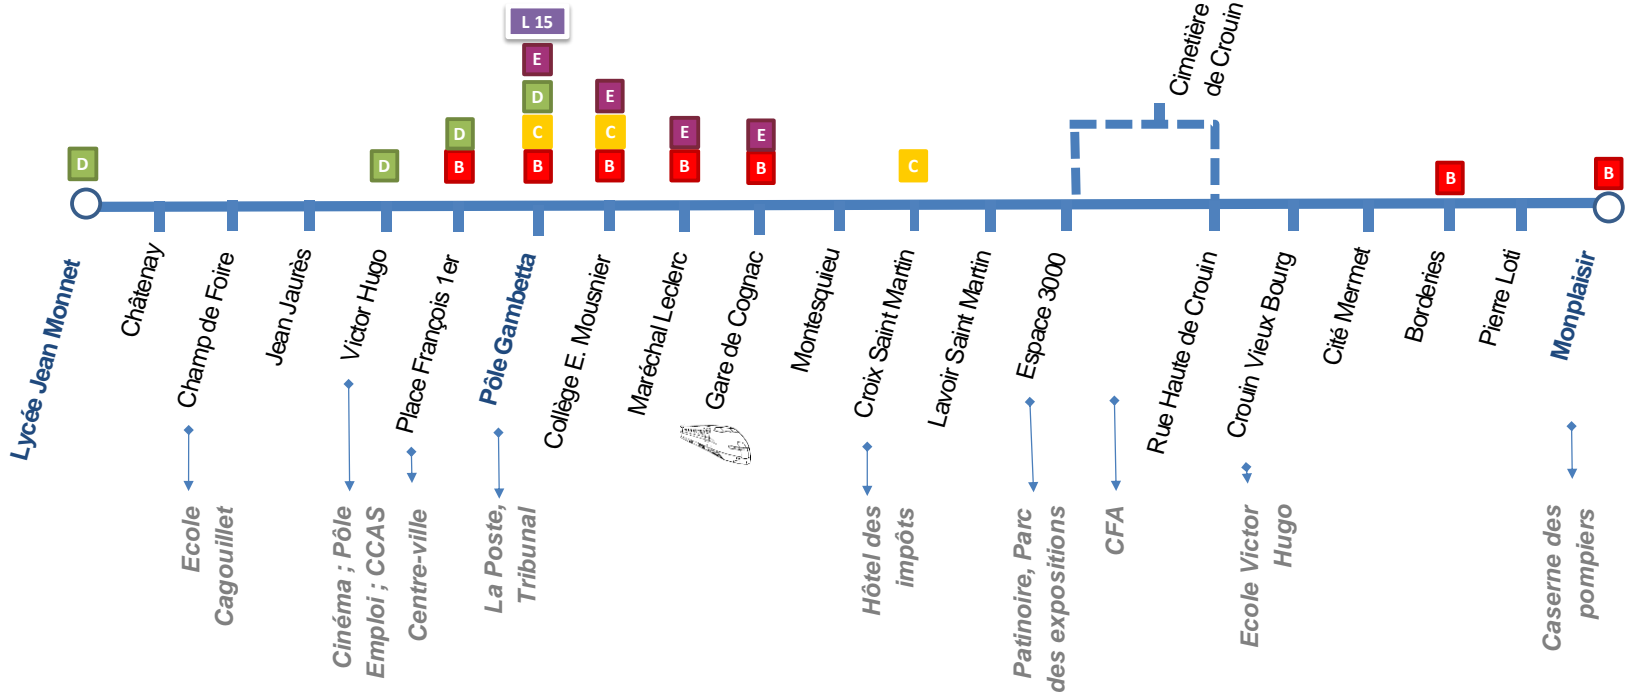 L 15
E
D
E
D
C
C
E
E
D
D
B
B
B
B
B
C
B
B
Cimetière
de Crouin
Lycée Jean Monnet
Châtenay
Champ de Foire
Jean Jaurès
Victor Hugo
Place François 1er
Pôle Gambetta
Collège E. Mousnier
Maréchal Leclerc
Gare de Cognac
Montesquieu
Croix Saint Martin
Lavoir Saint Martin
Espace 3000
Rue Haute de Crouin
Crouin Vieux Bourg
Cité Mermet
Borderies
Pierre Loti
Monplaisir
Ecole
Cagouillet
Cinéma ; Pôle
Emploi ; CCAS
Centre-ville
La Poste,
Tribunal
Hôtel des
impôts
Patinoire, Parc
des expositions
CFA
Ecole Victor
Hugo
Caserne des
pompiers